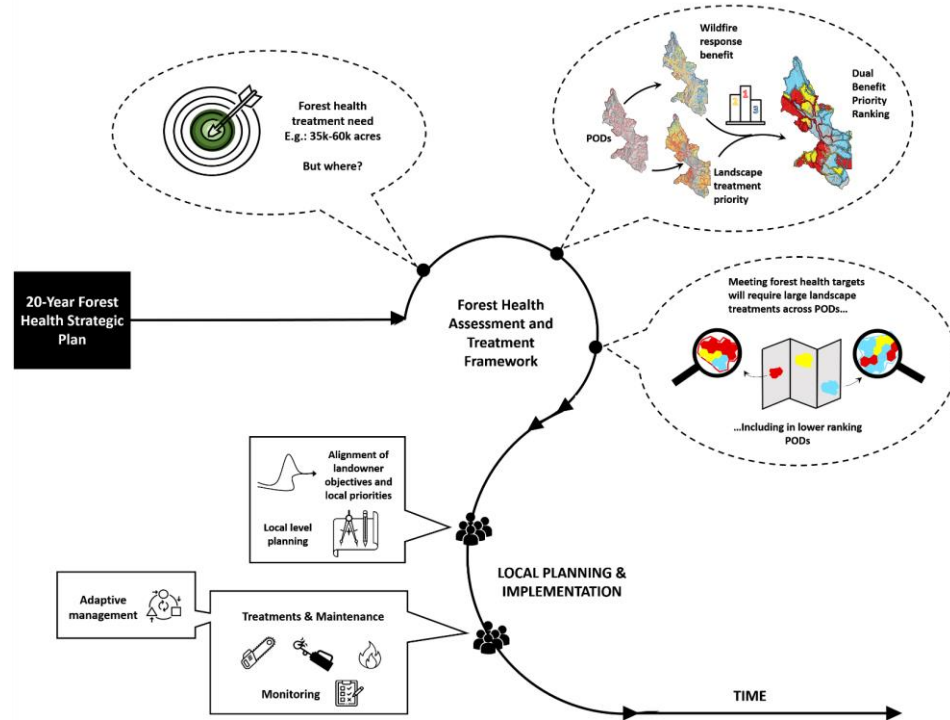 Forest health
treatment need
E.g.: 35k-60k acres
But where?
Wildfire
response
benefit
PODs
2
1
3
Landscape
treatment
priority
Dual
Benefit
Priority
Ranking
20-Year Forest
Health Strategic
Plan
Forest Health
Assessment and
Treatment
Framework
Meeting forest health targets
will require large landscape
treatments across PODs...
...Including in lower ranking
PODs
Alignment of
landowner
objectives and
local priorities
Local level
planning
LOCAL PLANNING &
IMPLEMENTATION
Adaptive
management
Treatments & Maintenance
Monitoring
TIME